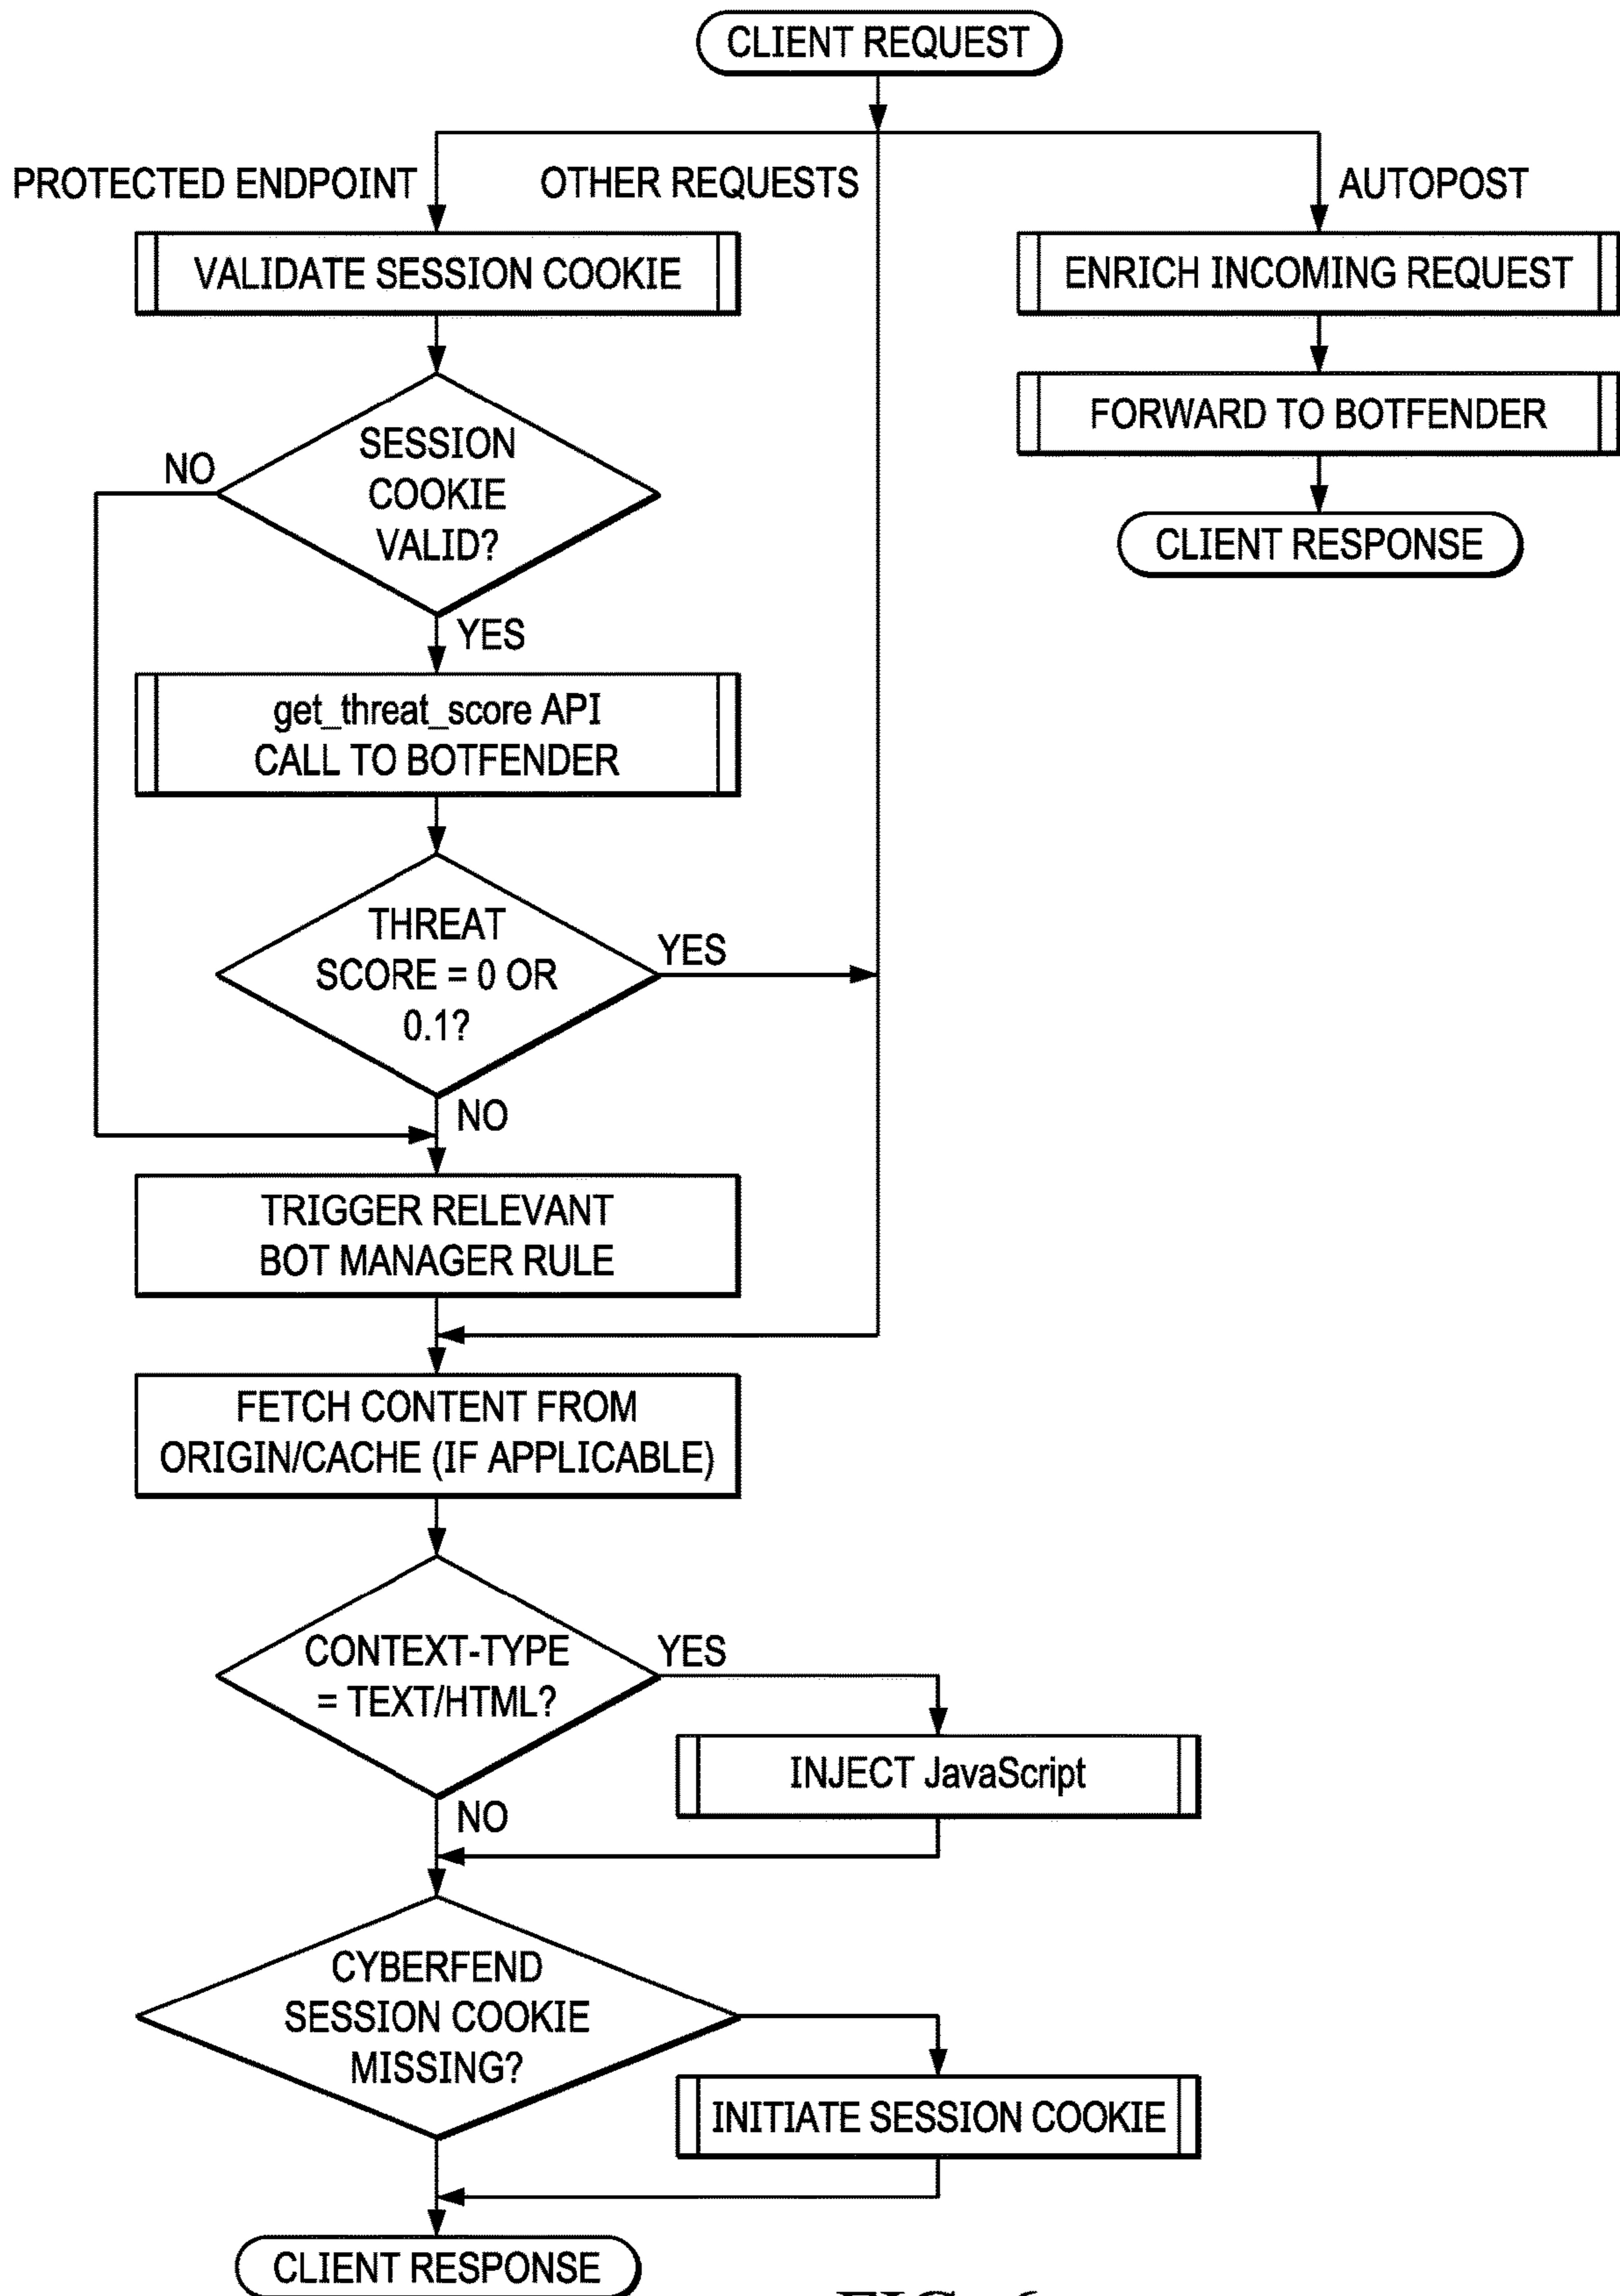 CLIENT REQUEST
PROTECTED ENDPOINT
OTHER REQUESTS
AUTOPOST
VALIDATE SESSION COOKIE
ENRICH INCOMING REQUEST
FORWARD TO BOTFENDER
CLIENT RESPONSE
SESSION
COOKIE
VALID?
NO
YES
get_threat_score API
CALL TO BOTFENDER
THREAT
SCORE = 0 OR
0.1?
YES
NO
TRIGGER RELEVANT
BOT MANAGER RULE
FETCH CONTENT FROM
ORIGIN/CACHE (IF APPLICABLE)
CONTEXT-TYPE
= TEXT/HTML?
YES
INJECT JavaScript
NO
CYBERFEND
SESSION COOKIE
MISSING?
INITIATE SESSION COOKIE
CLIENT RESPONSE